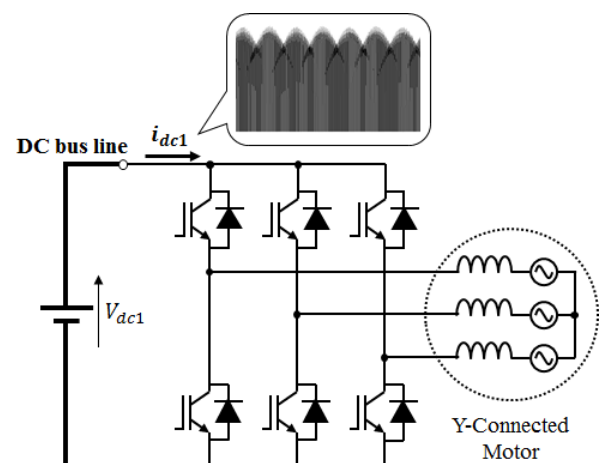 DC bus line
i_dc1
V_dc1
Y-Connected
Motor